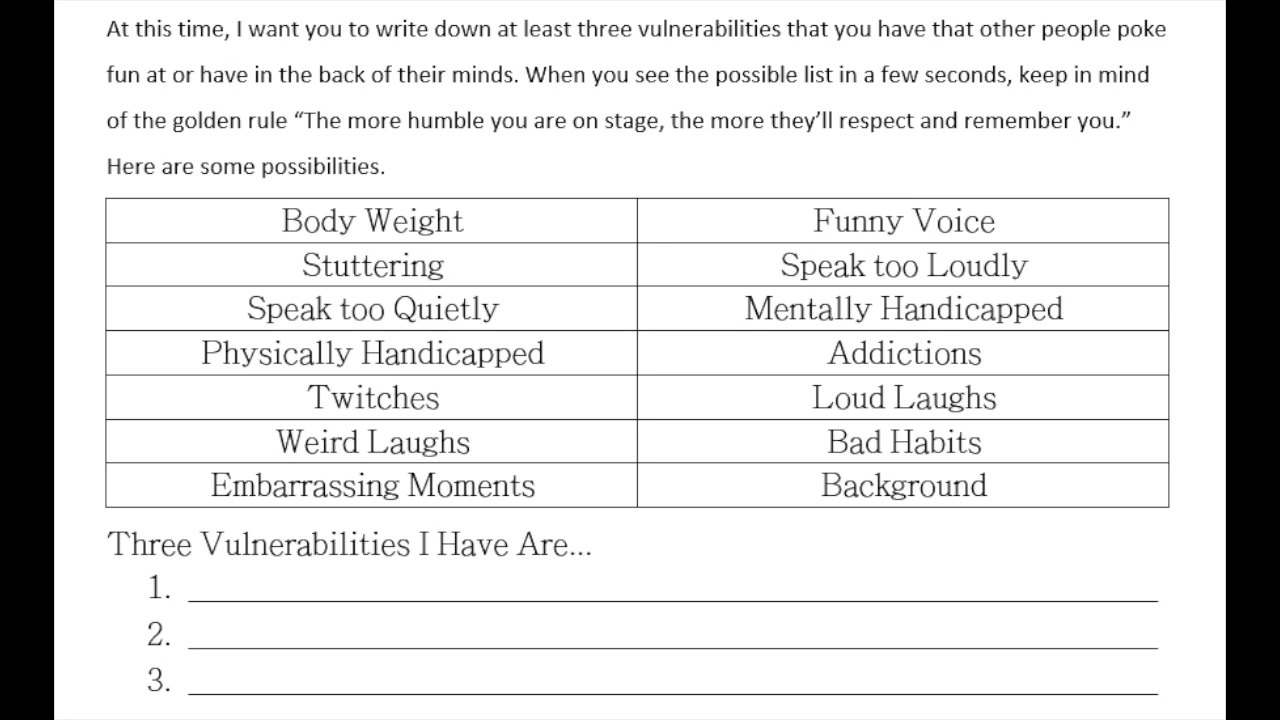 At this time, I want you to write down at least three vulnerabilities that you have that other people poke
fun at or have in the back of their minds. When you see the possible list in a few seconds, keep in mind
of the golden rule “The more humble you are on stage, the more they’ll respect and remember you.”
Here are some possibilities.
Body Weight Funny Voice
Stuttering Speak too Loudly
Speak too Quietly Mentally Handicapped
Physically Handicapped Addictions
Twitches Loud Laughs
Weird Laughs Bad Habits
Embarrassing Moments Background
Three Vulnerabilities I Have Are...
1.
2.
3.